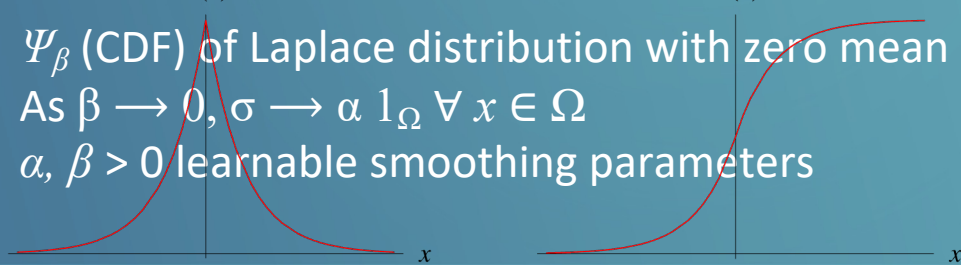 Ψβ (CDF) of Laplace distribution with zero mean
As β ⟶ 0, σ ⟶ α 1Ω ∀ x ∈ Ω
α, β > 0 learnable smoothing parameters
x
x